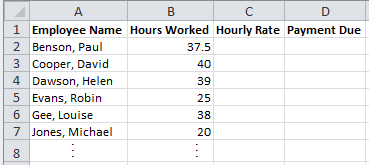 A B C D
1 Employee Name Hours Worked Hourly Rate Payment Due
2 Benson, Paul 37.5
3 Cooper, David 40
4 Dawson, Helen 39
5 Evans, Robin 25
6 Gee, Louise 38
7 Jones, Michael 20
8 ⋮ ⋮